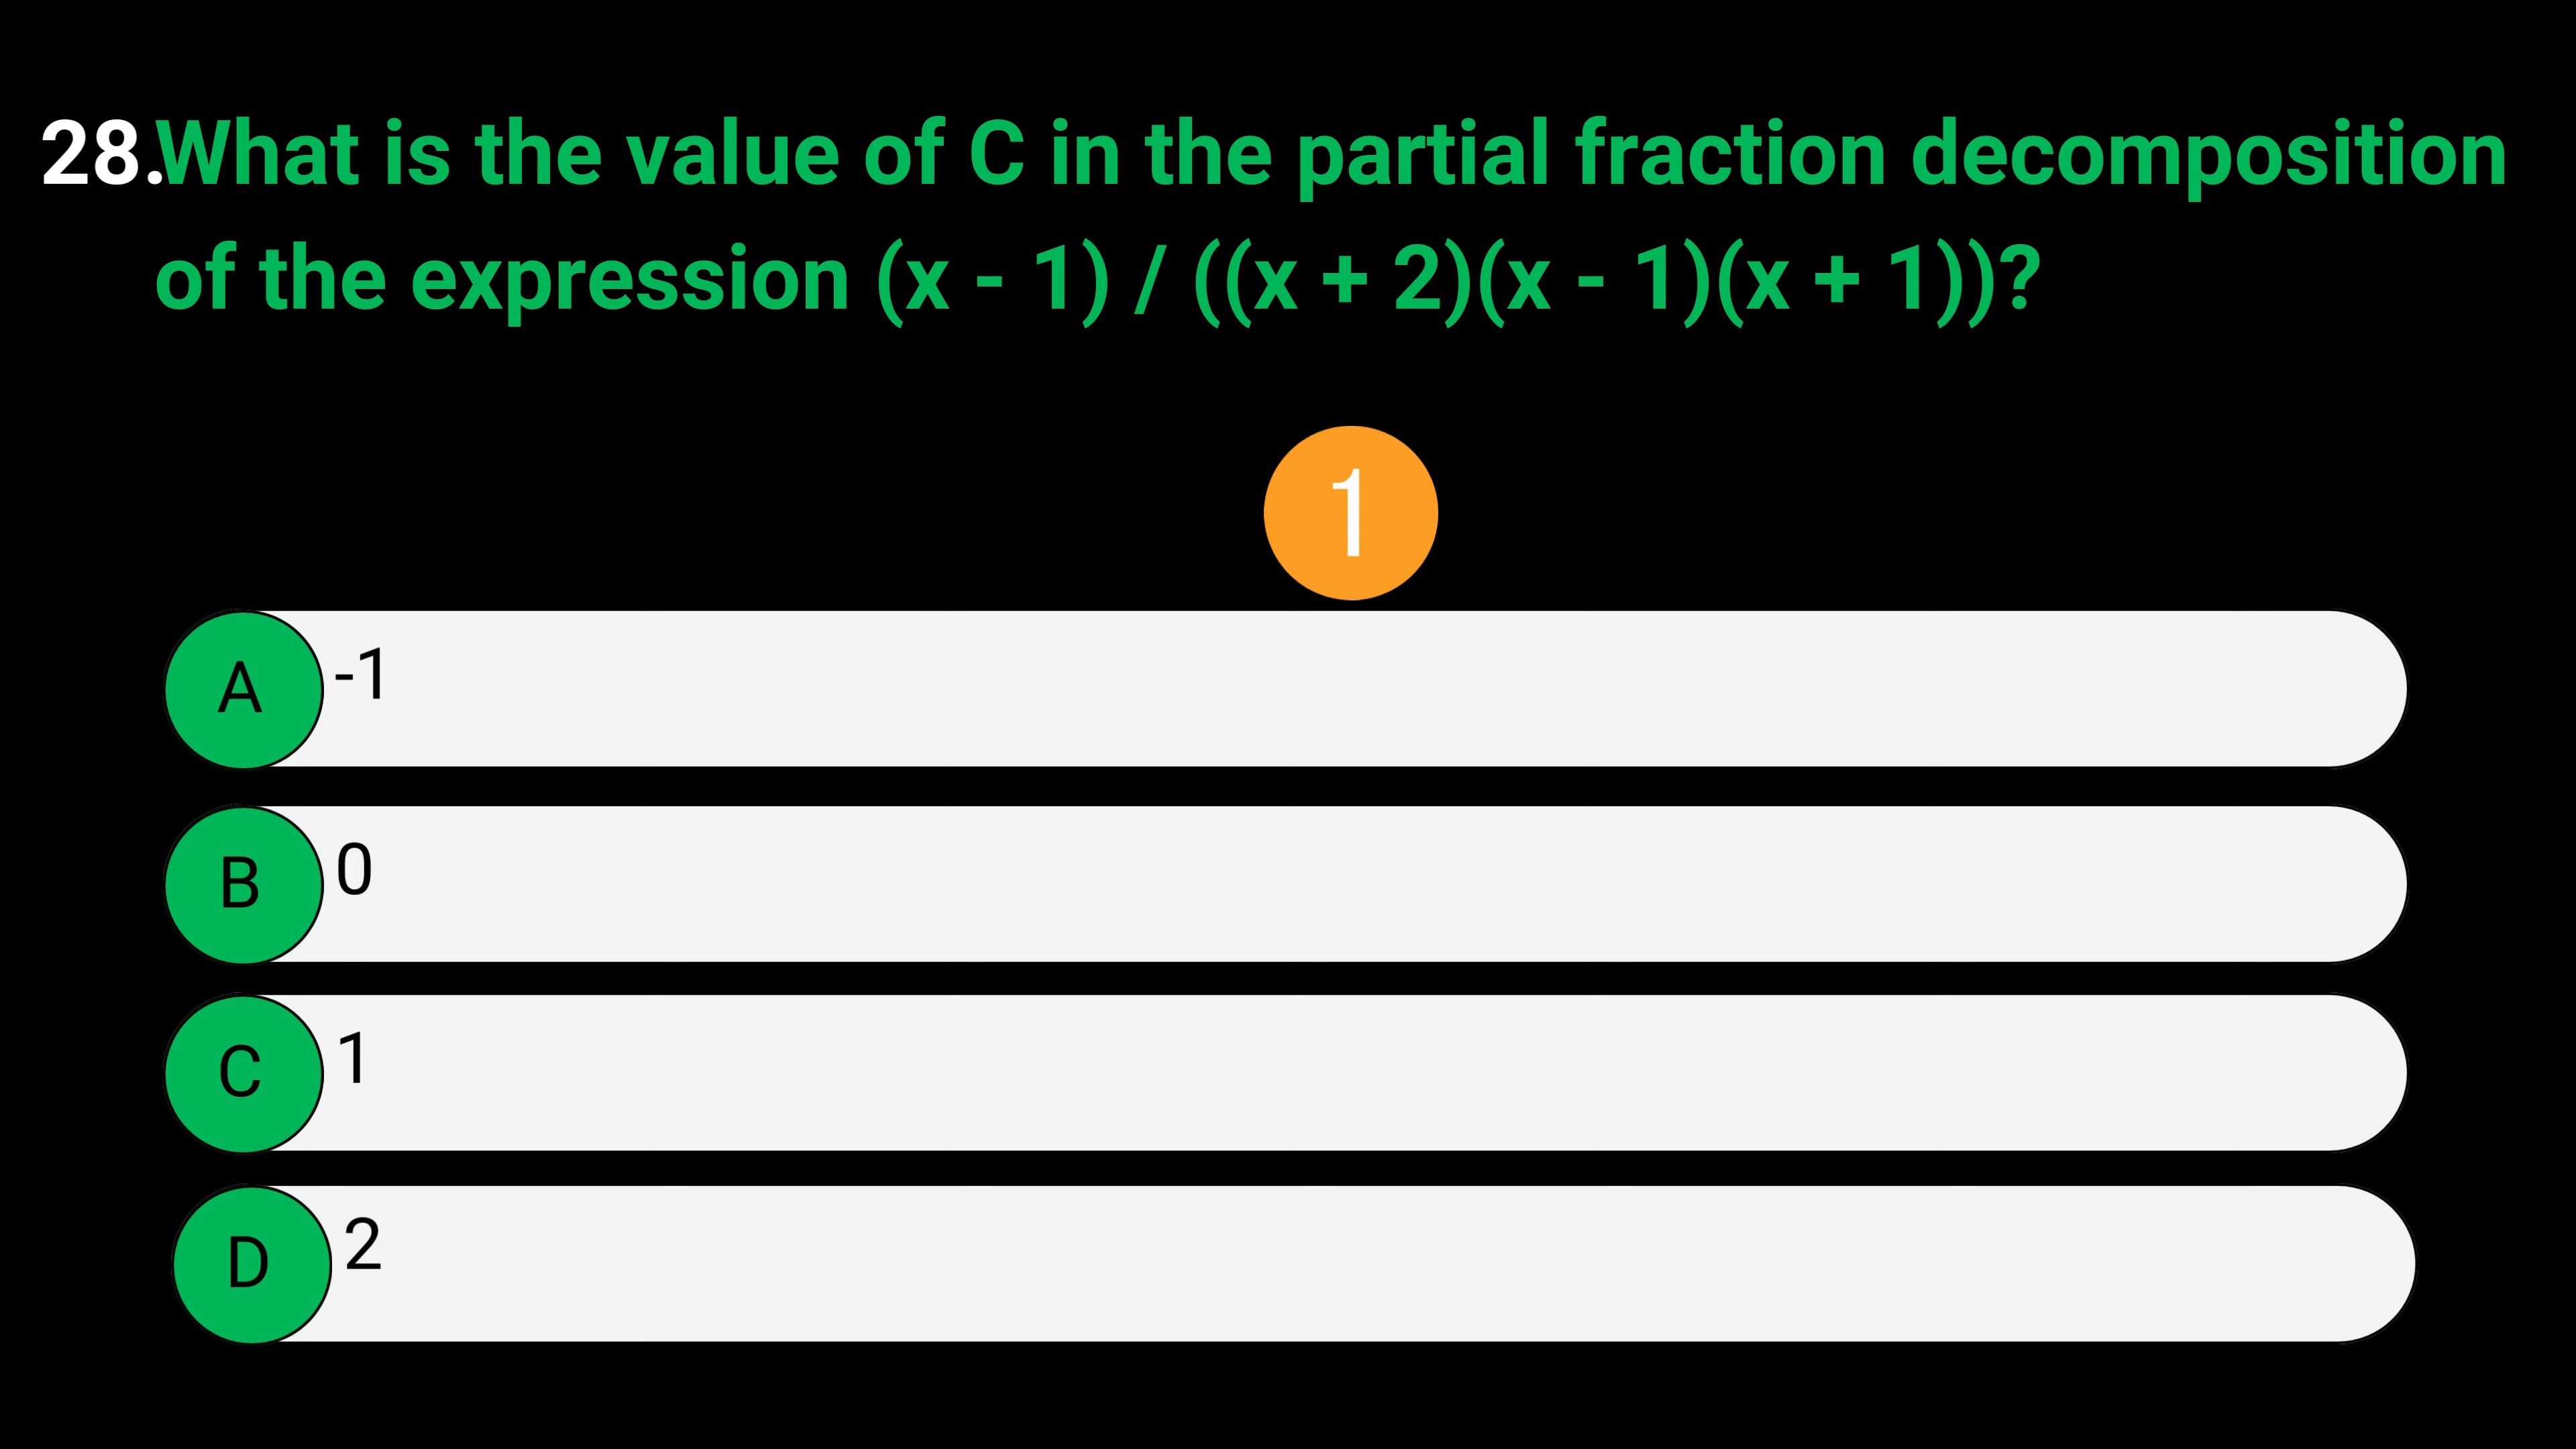 28.What is the value of C in the partial fraction decomposition
of the expression (x - 1) / ((x + 2)(x - 1)(x + 1))?
1
A -1
B 0
C 1
D 2